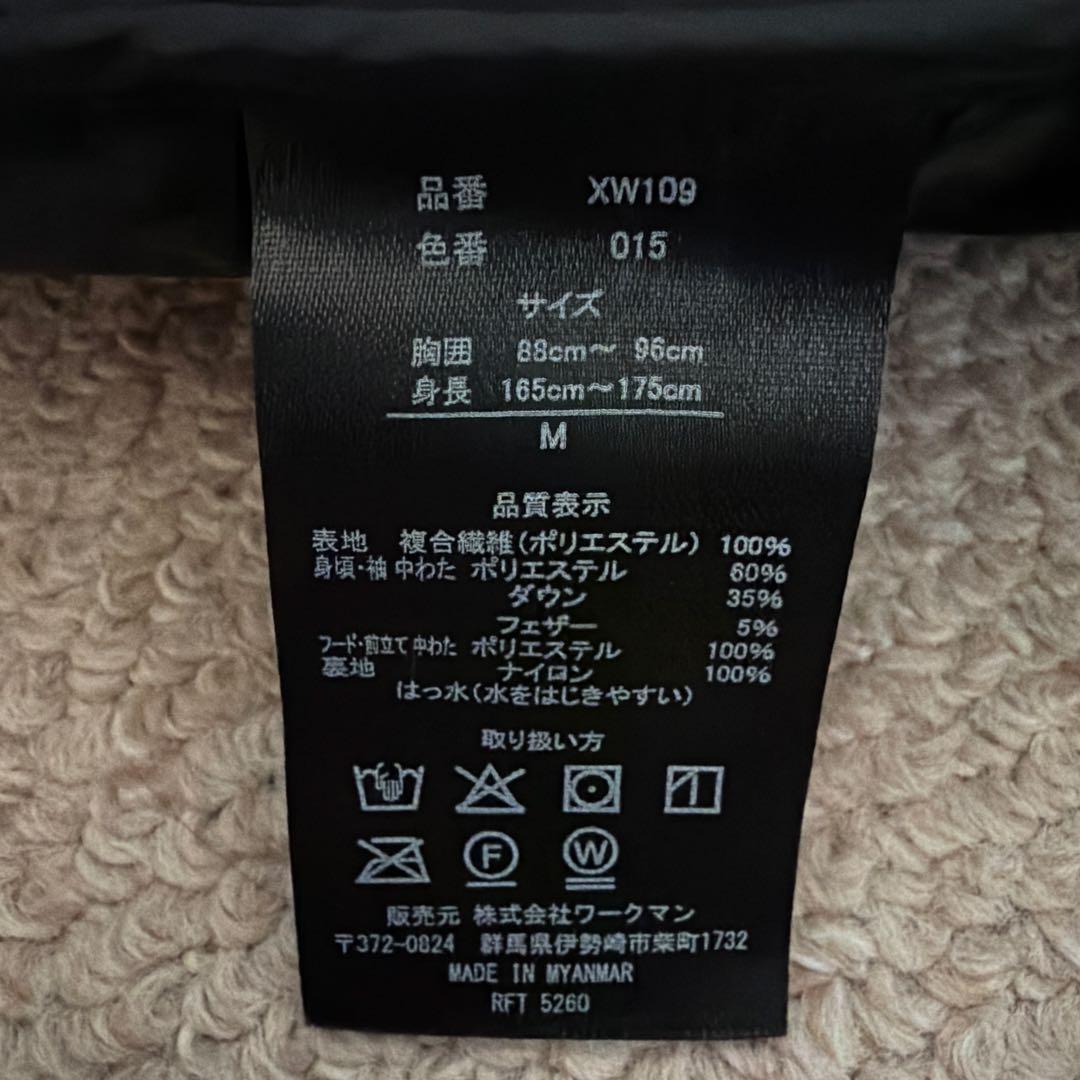 品番 XW109
色番 015
サイズ
胸囲 88cm～ 96cm
身長 165cm～175cm
M
品質表示
表地 複合繊維(ポリエステル) 100%
身頃・袖 中わた ポリエステル 60%
ダウン 35%
フェザー 5%
フード・前立て 中わた ポリエステル 100%
裏地 ナイロン 100%
はっ水(水をはじきやすい)
取り扱い方
F W
販売元 株式会社ワークマン
〒372-0824 群馬県伊勢崎市柴町1732
MADE IN MYANMAR
RFT 5260